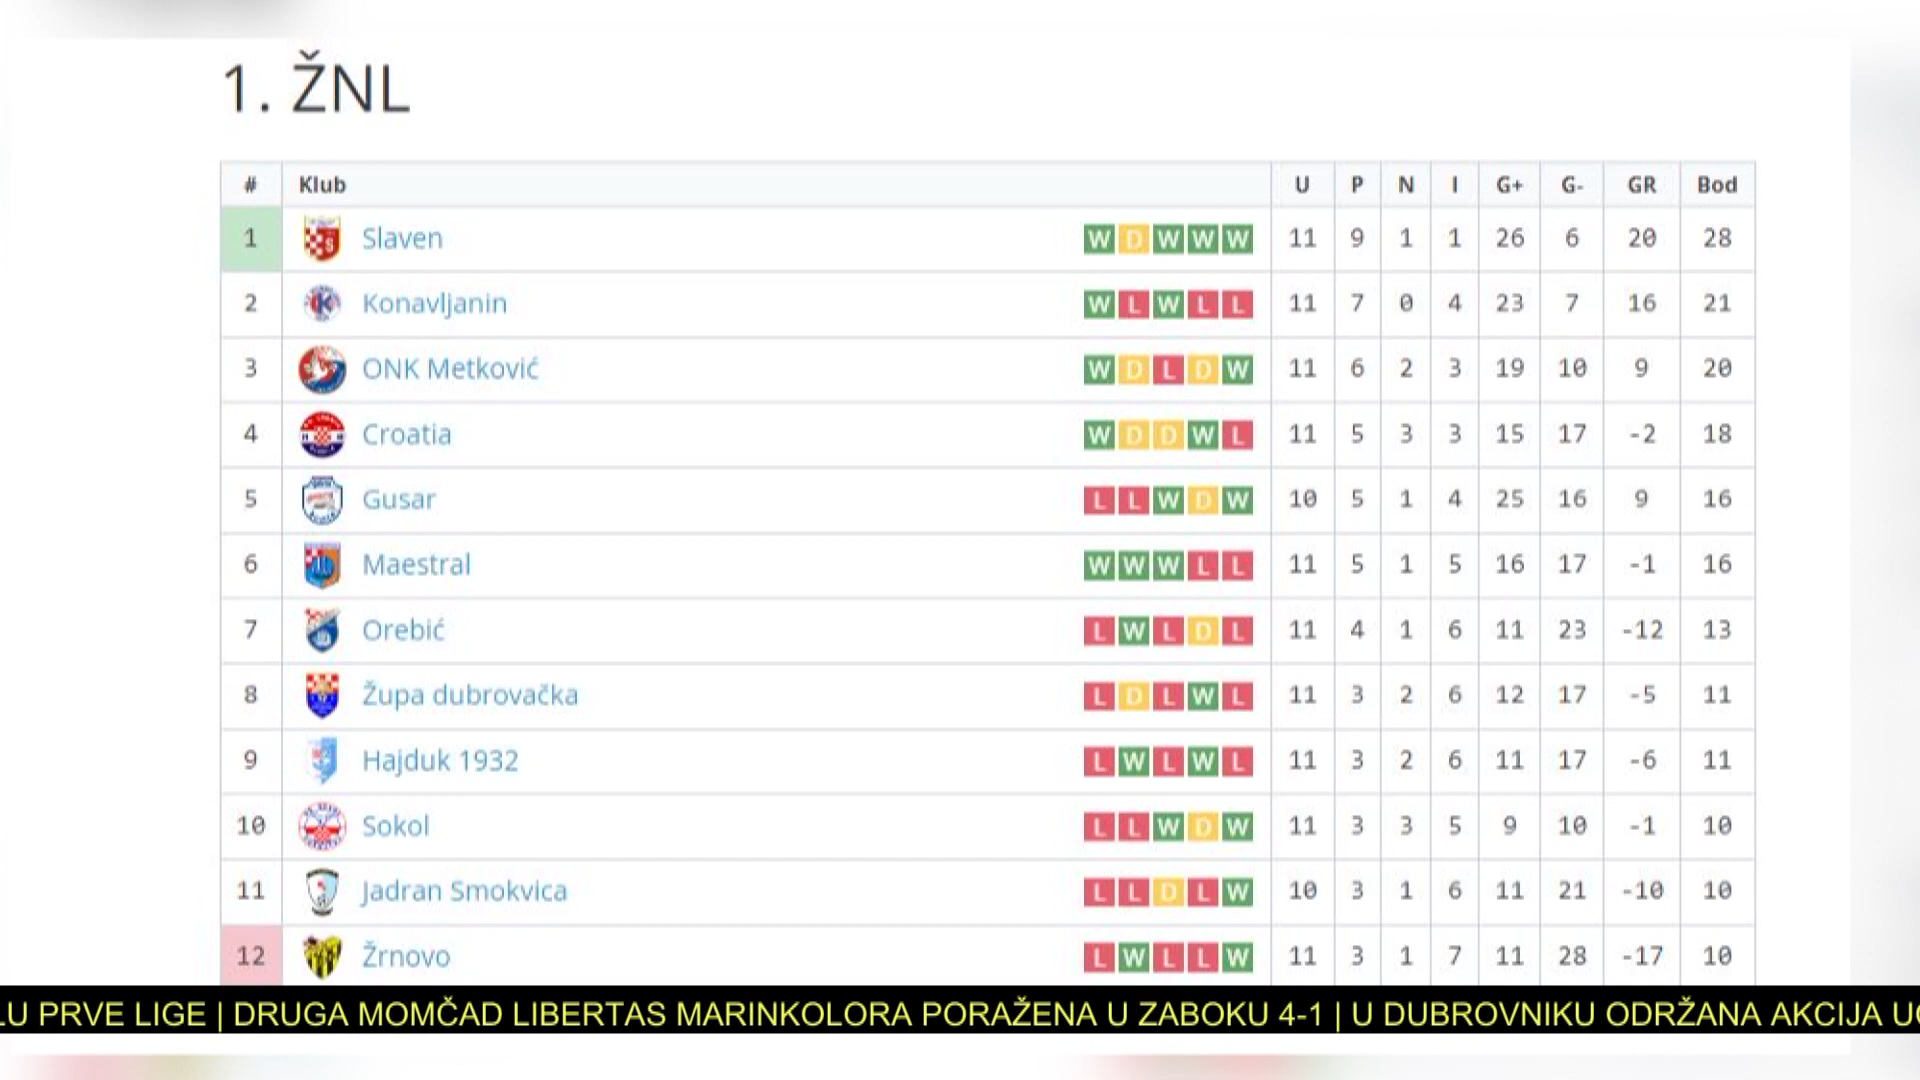 1. ŽNL
# Klub U P N I G+ G- GR Bod
1 Slaven W D W W W 11 9 1 1 26 6 20 28
2 Konavljanin W L W L L 11 7 0 4 23 7 16 21
3 ONK Metković W D L D W 11 6 2 3 19 10 9 20
4 Croatia W D D W L 11 5 3 3 15 17 -2 18
5 Gusar L L W D W 10 5 1 4 25 16 9 16
6 Maestral W W W L L 11 5 1 5 16 17 -1 16
7 Orebić L W L D L 11 4 1 6 11 23 -12 13
8 Župa dubrovačka L D L W L 11 3 2 6 12 17 -5 11
9 Hajduk 1932 L W L W L 11 3 2 6 11 17 -6 11
10 Sokol L L W D W 11 3 3 5 9 10 -1 10
11 Jadran Smokvica L L D L W 10 3 1 6 11 21 -10 10
12 Žrnovo L W L L W 11 3 1 7 11 28 -17 10
LU PRVE LIGE | DRUGA MOMČAD LIBERTAS MARINKOLORA PORAŽENA U ZABOKU 4-1 | U DUBROVNIKU ODRŽANA AKCIJA